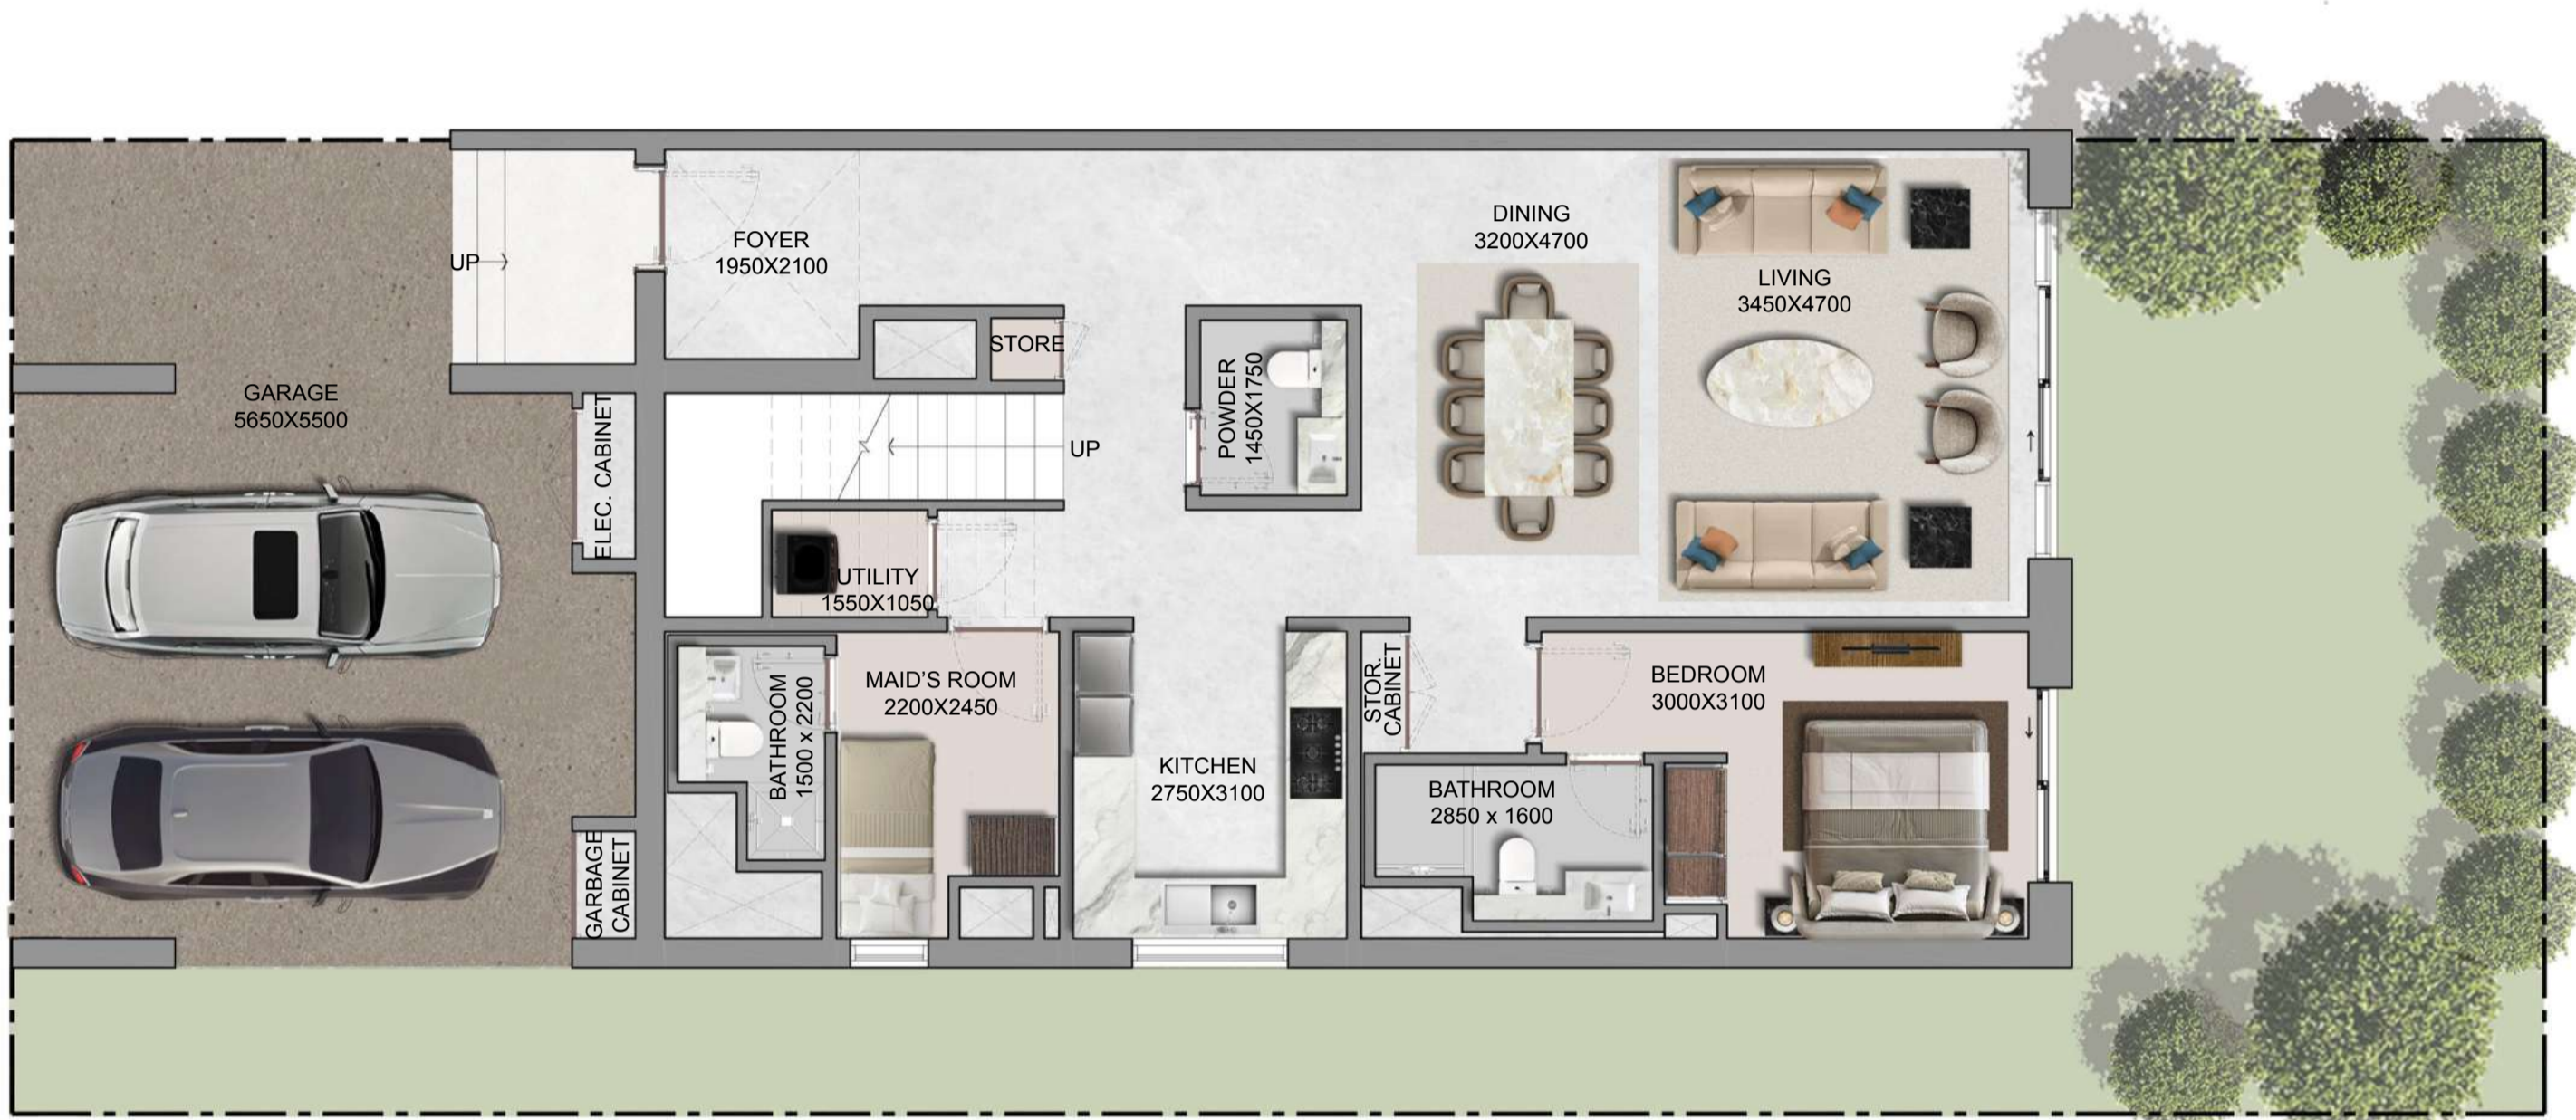 UP
FOYER
1950X2100
STORE
GARAGE
5650X5500
ELEC. CABINET
UP
POWDER
1450X1750
DINING
3200X4700
LIVING
3450X4700
UTILITY
1550X1050
BATHROOM
1500 x 2200
MAID'S ROOM
2200X2450
KITCHEN
2750X3100
STOR.
CABINET
BEDROOM
3000X3100
BATHROOM
2850 x 1600
GARBAGE
CABINET